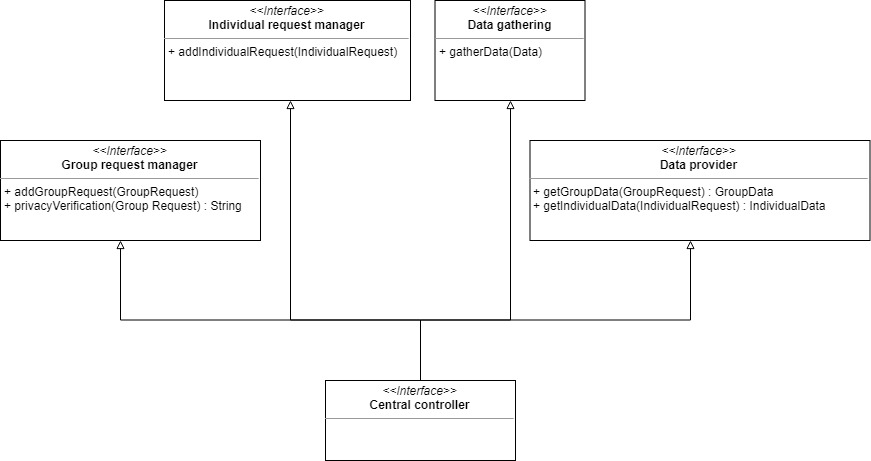 <<Interface>>
Individual request manager
+ addIndividualRequest(IndividualRequest)
<<Interface>>
Data gathering
+ gatherData(Data)
<<Interface>>
Group request manager
+ addGroupRequest(GroupRequest)
+ privacyVerification(Group Request) : String
<<Interface>>
Data provider
+ getGroupData(GroupRequest) : GroupData
+ getIndividualData(IndividualRequest) : IndividualData
<<Interface>>
Central controller